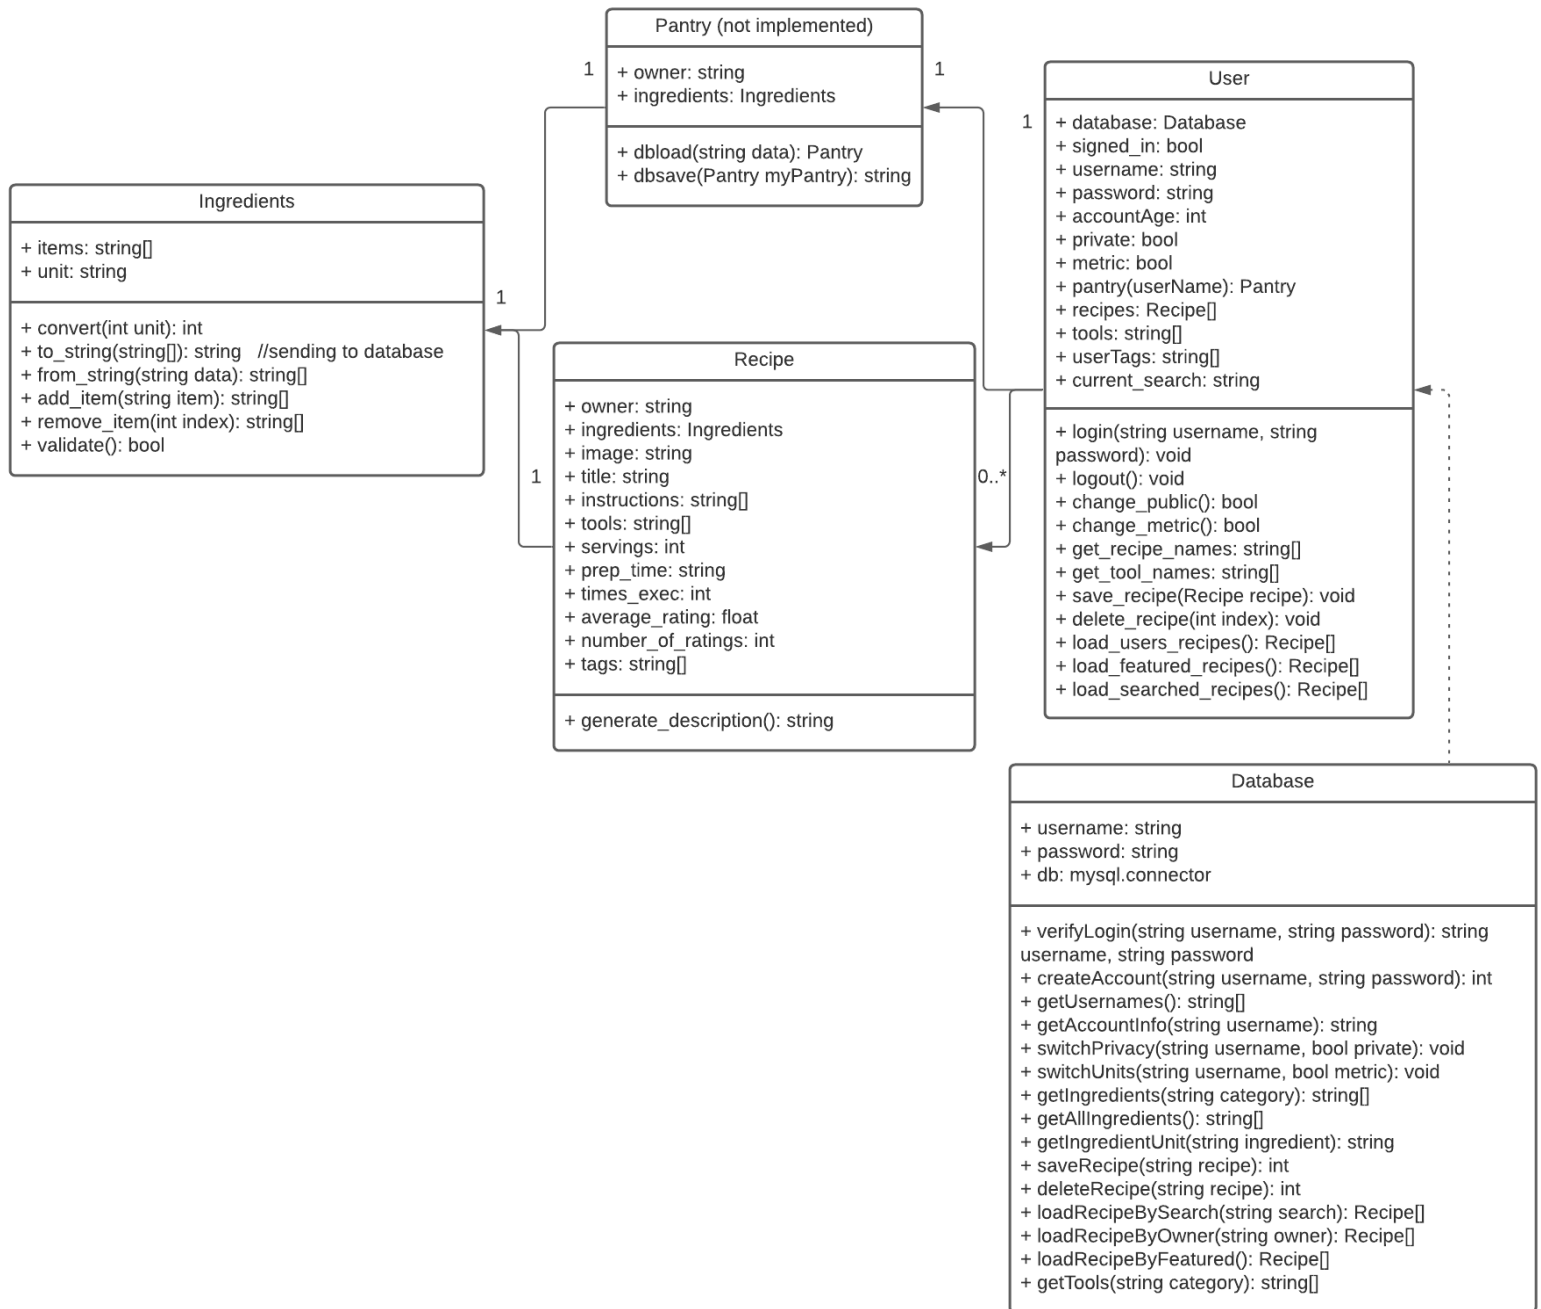 Pantry (not implemented)
1
+ owner: string
+ ingredients: Ingredients
1
+ dbload(string data): Pantry
+ dbsave(Pantry myPantry): string
User
1
+ database: Database
+ signed_in: bool
+ username: string
+ password: string
+ accountAge: int
+ private: bool
+ metric: bool
+ pantry(userName): Pantry
+ recipes: Recipe[]
+ tools: string[]
+ userTags: string[]
+ current_search: string
+ login(string username, string
password): void
+ logout(): void
+ change_public(): bool
+ change_metric(): bool
+ get_recipe_names: string[]
+ get_tool_names: string[]
+ save_recipe(Recipe recipe): void
+ delete_recipe(int index): void
+ load_users_recipes(): Recipe[]
+ load_featured_recipes(): Recipe[]
+ load_searched_recipes(): Recipe[]
Ingredients
+ items: string[]
+ unit: string
1
+ convert(int unit): int
+ to_string(string[]): string   //sending to database
+ from_string(string data): string[]
+ add_item(string item): string[]
+ remove_item(int index): string[]
+ validate(): bool
Recipe
+ owner: string
+ ingredients: Ingredients
+ image: string
+ title: string
+ instructions: string[]
+ tools: string[]
+ servings: int
+ prep_time: string
+ times_exec: int
+ average_rating: float
+ number_of_ratings: int
+ tags: string[]
+ generate_description(): string
1
0..*
Database
+ username: string
+ password: string
+ db: mysql.connector
+ verifyLogin(string username, string password): string
username, string password
+ createAccount(string username, string password): int
+ getUsernames(): string[]
+ getAccountInfo(string username): string
+ switchPrivacy(string username, bool private): void
+ switchUnits(string username, bool metric): void
+ getIngredients(string category): string[]
+ getAllIngredients(): string[]
+ getIngredientUnit(string ingredient): string
+ saveRecipe(string recipe): int
+ deleteRecipe(string recipe): int
+ loadRecipeBySearch(string search): Recipe[]
+ loadRecipeByOwner(string owner): Recipe[]
+ loadRecipeByFeatured(): Recipe[]
+ getTools(string category): string[]